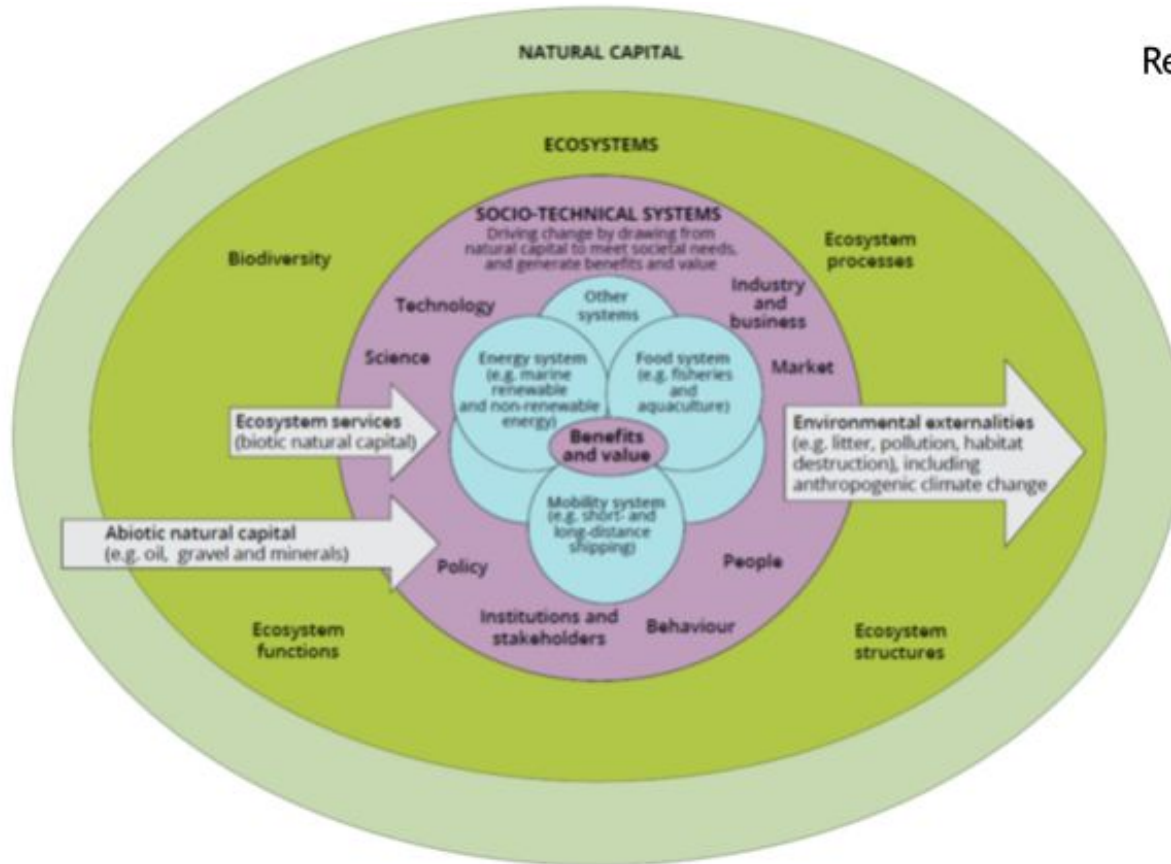 Re
NATURAL CAPITAL
ECOSYSTEMS
SOCIO-TECHNICAL SYSTEMS
Driving change by drawing from
natural capital to meet societal needs,
and generate benefits and value
Biodiversity
Ecosystem
processes
Technology
Other
systems
Industry
and
business
Science
Energy system
(e.g. marine
renewable
and non-renewable
energy)
Food system
(e.g. fisheries
and
aquaculture)
Market
Ecosystem services
(biotic natural capital)
Benefits
and value
Environmental externalities
(e.g. litter, pollution, habitat
destruction), including
anthropogenic climate change
Mobility system
(e.g. short- and
long-distance
shipping)
Abiotic natural capital
(e.g. oil, gravel and minerals)
Policy
People
Institutions and
stakeholders
Behaviour
Ecosystem
functions
Ecosystem
structures